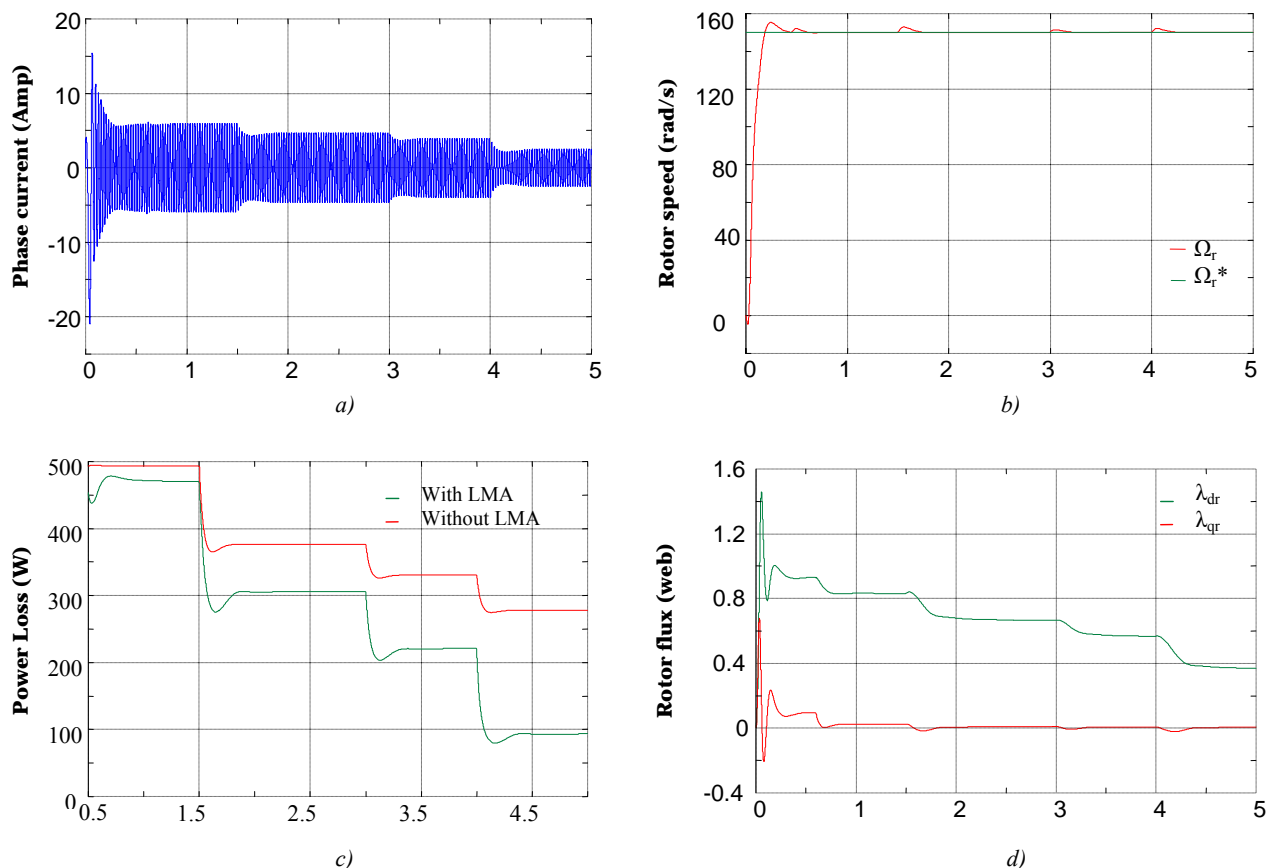 Phase current (Amp)
20
10
0
-10
-20
0 1 2 3 4 5
a)
Rotor speed (rad/s)
160
120
80
40
0
Ωr
Ωr*
0 1 2 3 4 5
b)
Power Loss (W)
500
400
300
200
100
0
With LMA
Without LMA
0.5 1.5 2.5 3.5 4.5
c)
Rotor flux (web)
1.6
1.2
0.8
0.4
0
-0.4
λdr
λqr
0 1 2 3 4 5
d)